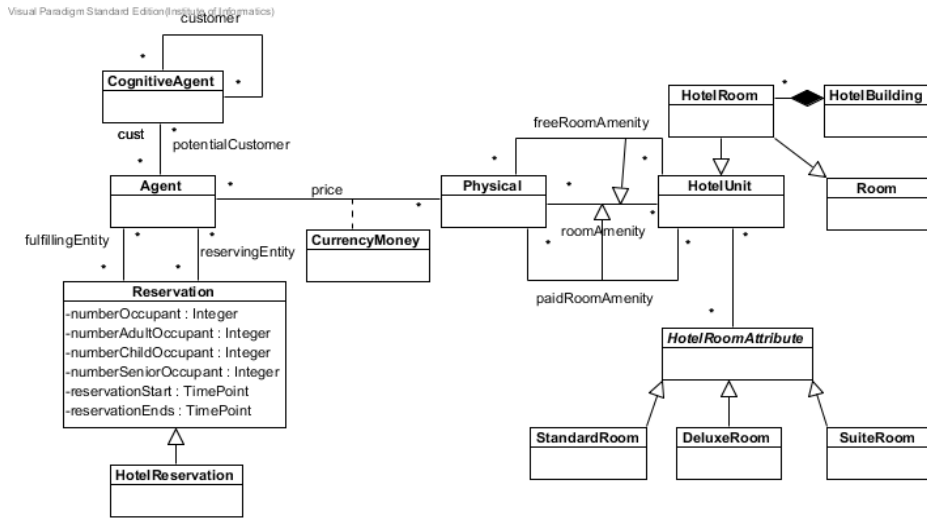 Visual Paradigm Standard Edition(Institute of Informatics)
customer
*
CognitiveAgent
*
HotelRoom
*
HotelBuilding
cust
*
potentialCustomer
freeRoomAmenity
*
*
*
Agent
*
price
*
Physical
*
*
HotelUnit
Room
fulfillingEntity
*
*
reservingEntity
CurrencyMoney
*
roomAmenity
*
*
*
*
paidRoomAmenity
Reservation
-numberOccupant : Integer
-numberAdultOccupant : Integer
-numberChildOccupant : Integer
-numberSeniorOccupant : Integer
-reservationStart : TimePoint
-reservationEnds : TimePoint
*
HotelRoomAttribute
HotelReservation
StandardRoom
DeluxeRoom
SuiteRoom